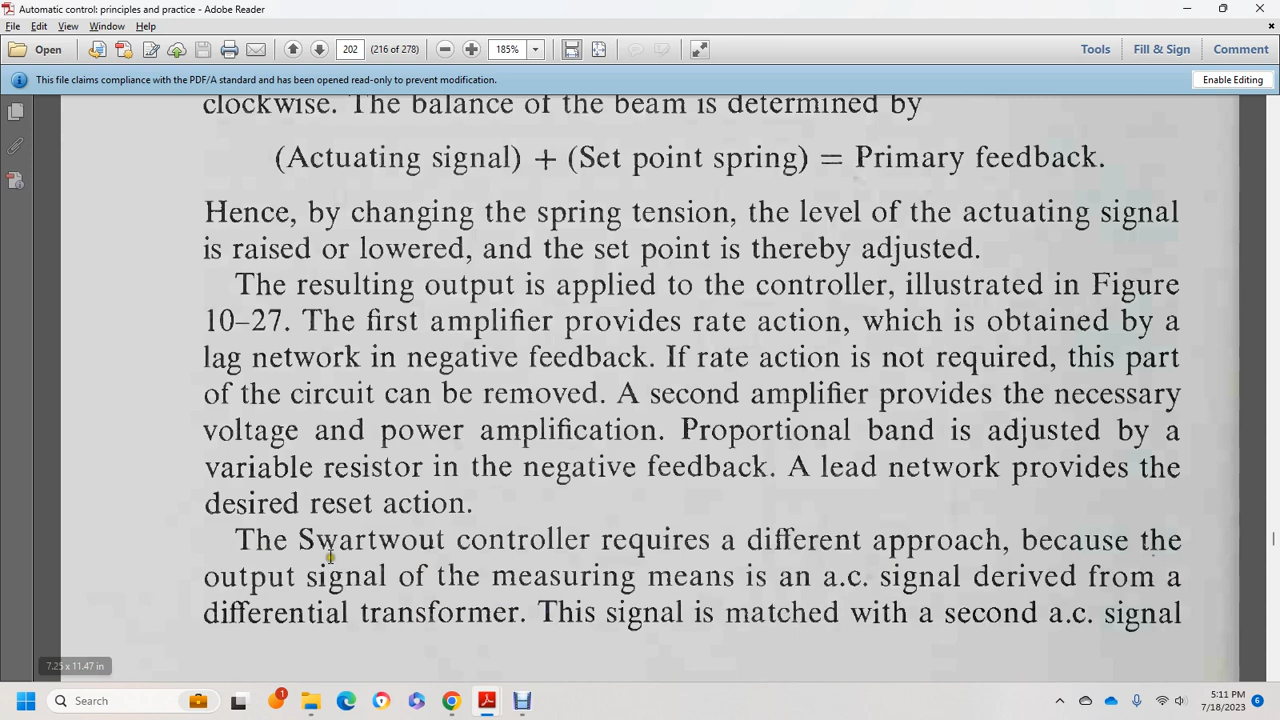 Automatic control: principles and practice - Adobe Reader
File Edit View Window Help
Open 202 (216 of 278) 185% Tools Fill & Sign Comment
This file claims compliance with the PDF/A standard and has been opened read-only to prevent modification. Enable Editing
clockwise. The balance of the beam is determined by
(Actuating signal) + (Set point spring) = Primary feedback.
Hence, by changing the spring tension, the level of the actuating signal
is raised or lowered, and the set point is thereby adjusted.
The resulting output is applied to the controller, illustrated in Figure
10–27. The first amplifier provides rate action, which is obtained by a
lag network in negative feedback. If rate action is not required, this part
of the circuit can be removed. A second amplifier provides the necessary
voltage and power amplification. Proportional band is adjusted by a
variable resistor in the negative feedback. A lead network provides the
desired reset action.
The Swartwout controller requires a different approach, because the
output signal of the measuring means is an a.c. signal derived from a
differential transformer. This signal is matched with a second a.c. signal
7.25 x 11.47 in
Search 1 5:11 PM
7/18/2023 6